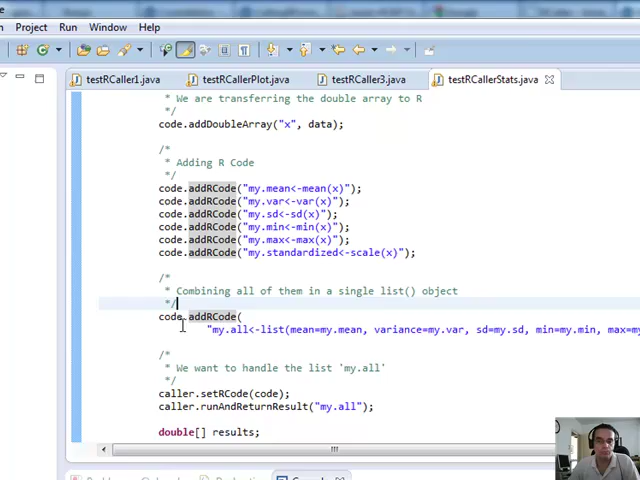 Project Run Window Help
testRCaller1.java testRCallerPlot.java testRCaller3.java testRCallerStats.java
* We are transferring the double array to R
*/
code.addDoubleArray("x", data);
/*
* Adding R Code
*/
code.addRCode("my.mean<-mean(x)");
code.addRCode("my.var<-var(x)");
code.addRCode("my.sd<-sd(x)");
code.addRCode("my.min<-min(x)");
code.addRCode("my.max<-max(x)");
code.addRCode("my.standardized<-scale(x)");
/*
* Combining all of them in a single list() object
*/
code.addRCode(
"my.all<-list(mean=my.mean, variance=my.var, sd=my.sd, min=my.min, max=my
/*
* We want to handle the list 'my.all'
*/
caller.setRCode(code);
caller.runAndReturnResult("my.all");
double[] results;